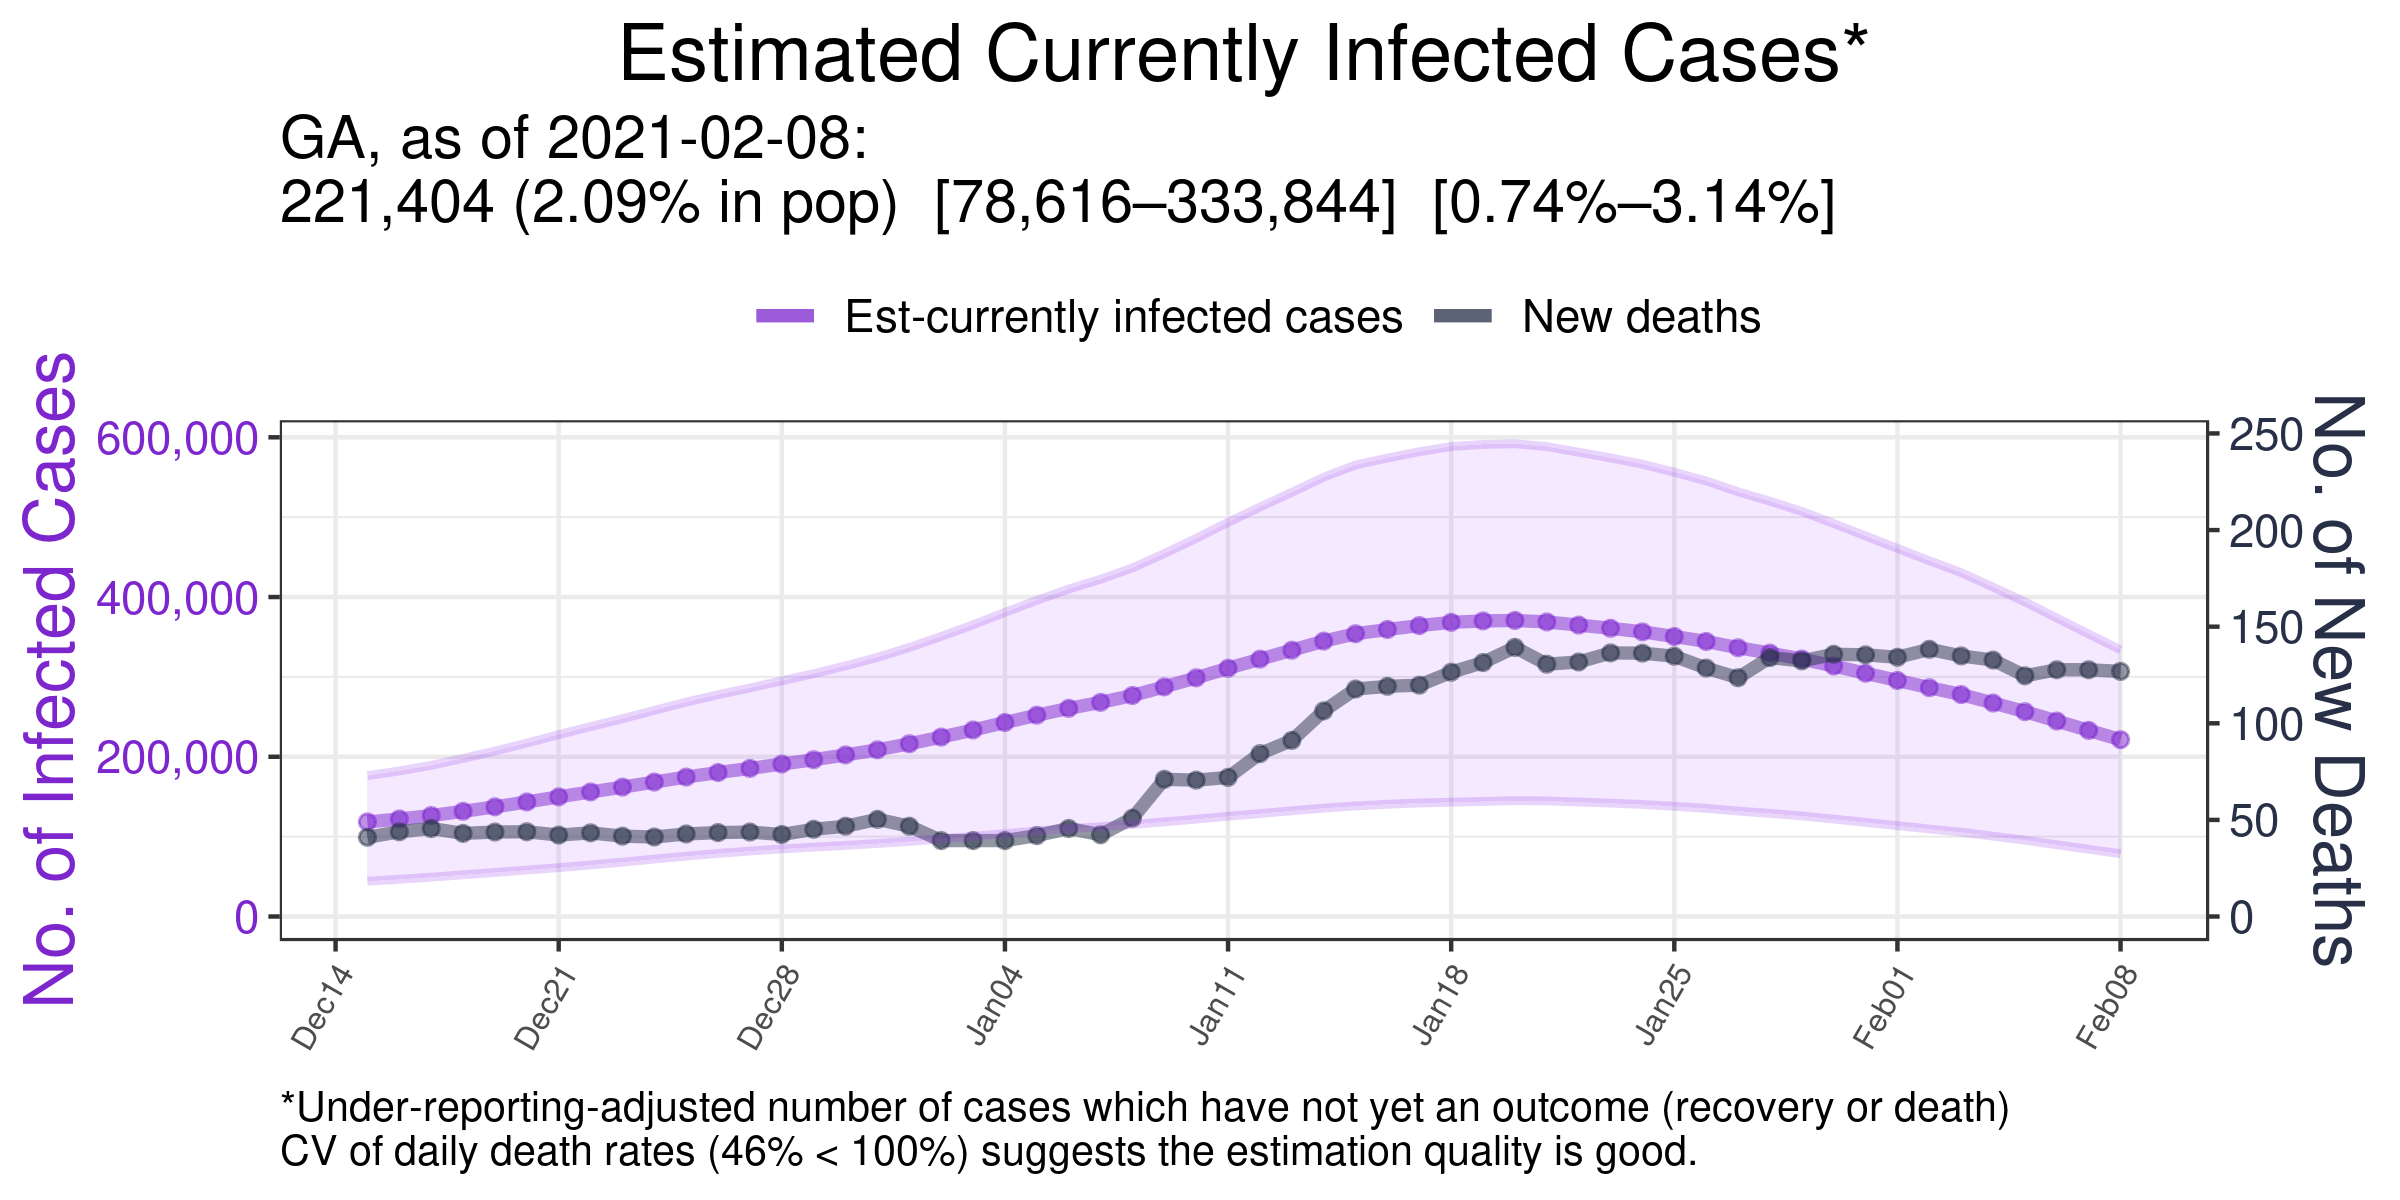 Estimated Currently Infected Cases*
GA, as of 2021-02-08:
221,404 (2.09% in pop)  [78,616–333,844]  [0.74%–3.14%]
Est-currently infected cases
New deaths
No. of Infected Cases
600,000
400,000
200,000
0
250
200
150
100
50
0
No. of New Deaths
Dec14
Dec21
Dec28
Jan04
Jan11
Jan18
Jan25
Feb01
Feb08
*Under-reporting-adjusted number of cases which have not yet an outcome (recovery or death)
CV of daily death rates (46% < 100%) suggests the estimation quality is good.